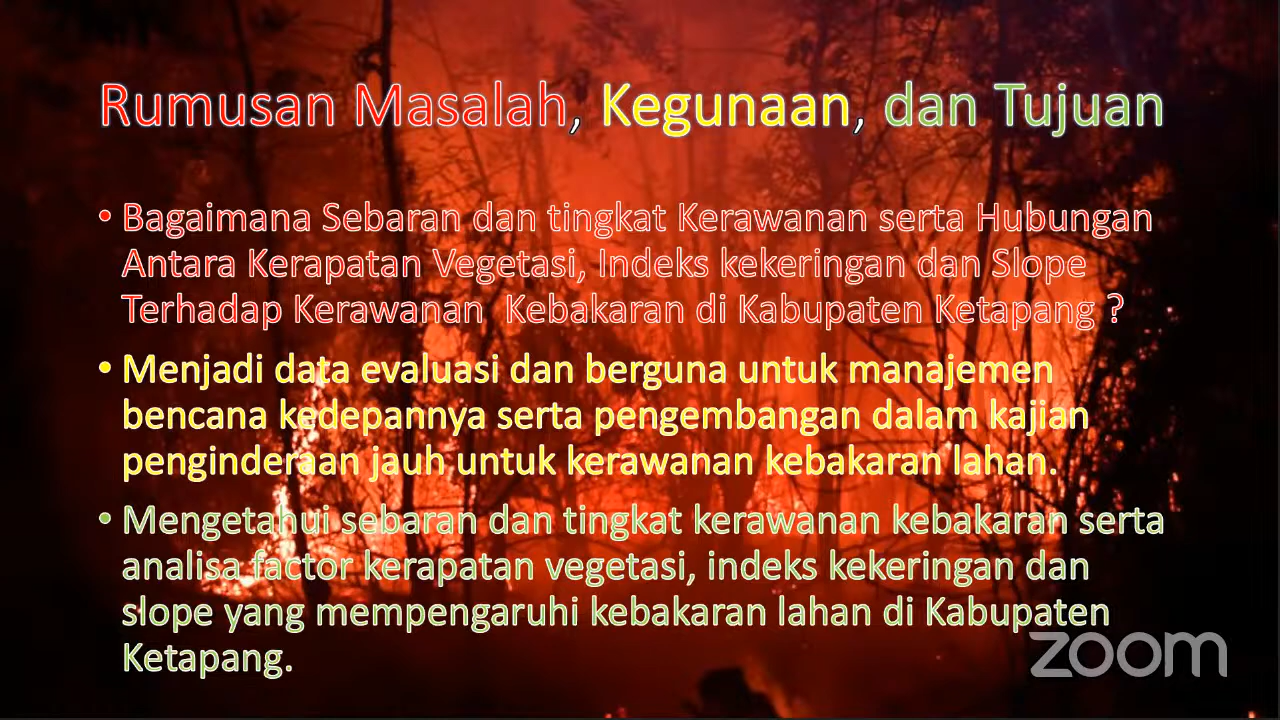 Rumusan Masalah, Kegunaan, dan Tujuan
• Bagaimana Sebaran dan tingkat Kerawanan serta Hubungan
Antara Kerapatan Vegetasi, Indeks kekeringan dan Slope
Terhadap Kerawanan  Kebakaran di Kabupaten Ketapang ?
• Menjadi data evaluasi dan berguna untuk manajemen
bencana kedepannya serta pengembangan dalam kajian
penginderaan jauh untuk kerawanan kebakaran lahan.
• Mengetahui sebaran dan tingkat kerawanan kebakaran serta
analisa factor kerapatan vegetasi, indeks kekeringan dan
slope yang mempengaruhi kebakaran lahan di Kabupaten
Ketapang.
zoom